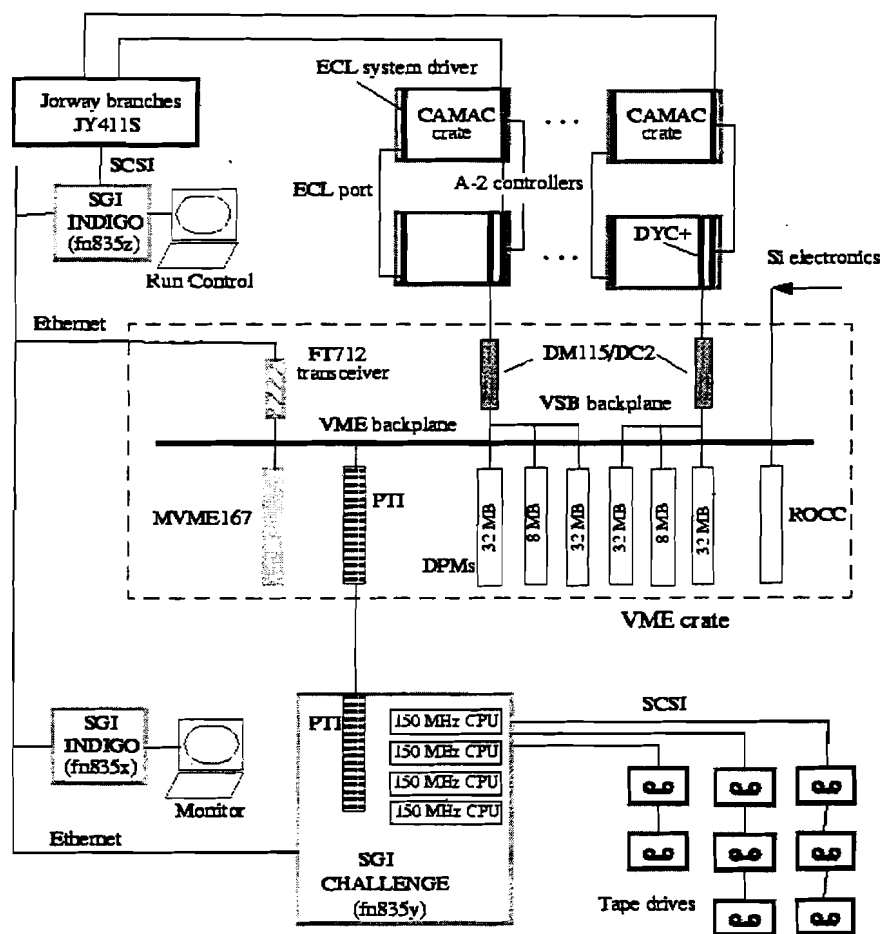 ECL system driver
Jorway branches
JY411S
CAMAC
crate
CAMAC
crate
SCSI
ECL port
A-2 controllers
SGI
INDIGO
(fn835z)
DYC+
Run Control
Si electronics
Ethernet
FT712
transceiver
DM115/DC2
VSB backplane
VME backplane
MVME167
PTI
DPMs
32 MB
8 MB
32 MB
32 MB
8 MB
32 MB
ROCC
VME crate
SGI
INDIGO
(fn835x)
Monitor
PTI
150 MHz CPU
150 MHz CPU
150 MHz CPU
150 MHz CPU
SCSI
Ethernet
SGI
CHALLENGE
(fn835y)
Tape drives